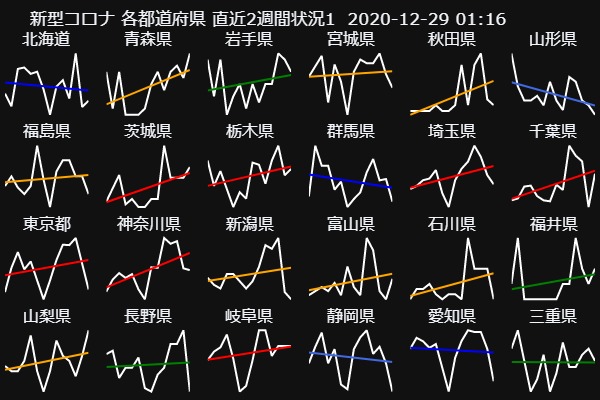 新型コロナ 各都道府県 直近2週間状況1 2020-12-29 01:16
北海道 青森県 岩手県 宮城県 秋田県 山形県
福島県 茨城県 栃木県 群馬県 埼玉県 千葉県
東京都 神奈川県 新潟県 富山県 石川県 福井県
山梨県 長野県 岐阜県 静岡県 愛知県 三重県